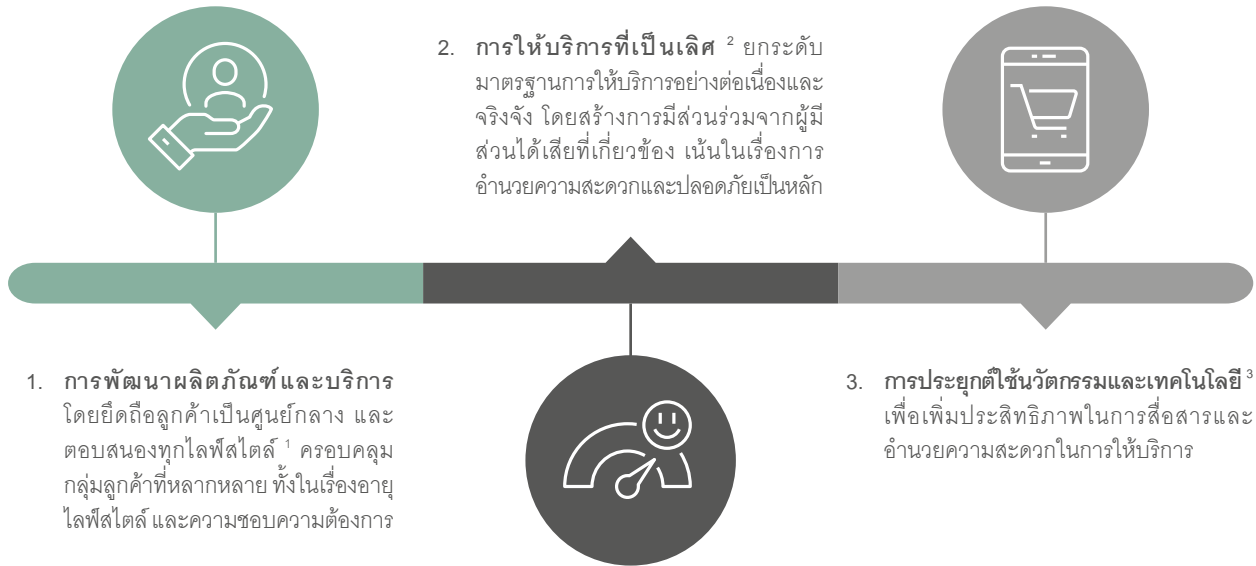 1. การพัฒนาผลิตภัณฑ์และบริการ
โดยยึดถือลูกค้าเป็นศูนย์กลาง และ
ตอบสนองทุกไลฟ์สไตล์ 1 ครอบคลุม
กลุ่มลูกค้าที่หลากหลาย ทั้งในเรื่องอายุ
ไลฟ์สไตล์ และความชอบความต้องการ
2. การให้บริการที่เป็นเลิศ 2 ยกระดับ
มาตรฐานการให้บริการอย่างต่อเนื่องและ
จริงจัง โดยสร้างการมีส่วนร่วมจากผู้มี
ส่วนได้เสียที่เกี่ยวข้อง เน้นในเรื่องการ
อำนวยความสะดวกและปลอดภัยเป็นหลัก
3. การประยุกต์ใช้นวัตกรรมและเทคโนโลยี 3
เพื่อเพิ่มประสิทธิภาพในการสื่อสารและ
อำนวยความสะดวกในการให้บริการ